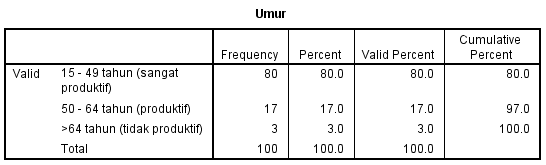 Umur
Frequency Percent Valid Percent Cumulative Percent
Valid 15 - 49 tahun (sangat produktif) 80 80.0 80.0 80.0
50 - 64 tahun (produktif) 17 17.0 17.0 97.0
>64 tahun (tidak produktif) 3 3.0 3.0 100.0
Total 100 100.0 100.0